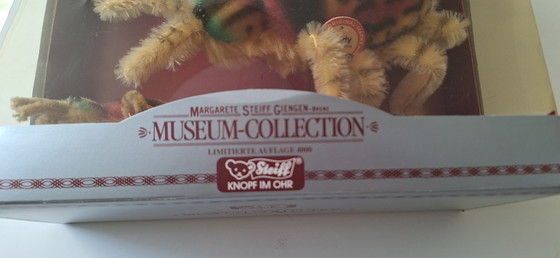 MARGARETE STEIFF GIENGEN-BRENZ
MUSEUM-COLLECTION
LIMITIERTE AUFLAGE 4000
Steiff®
KNOPF IM OHR